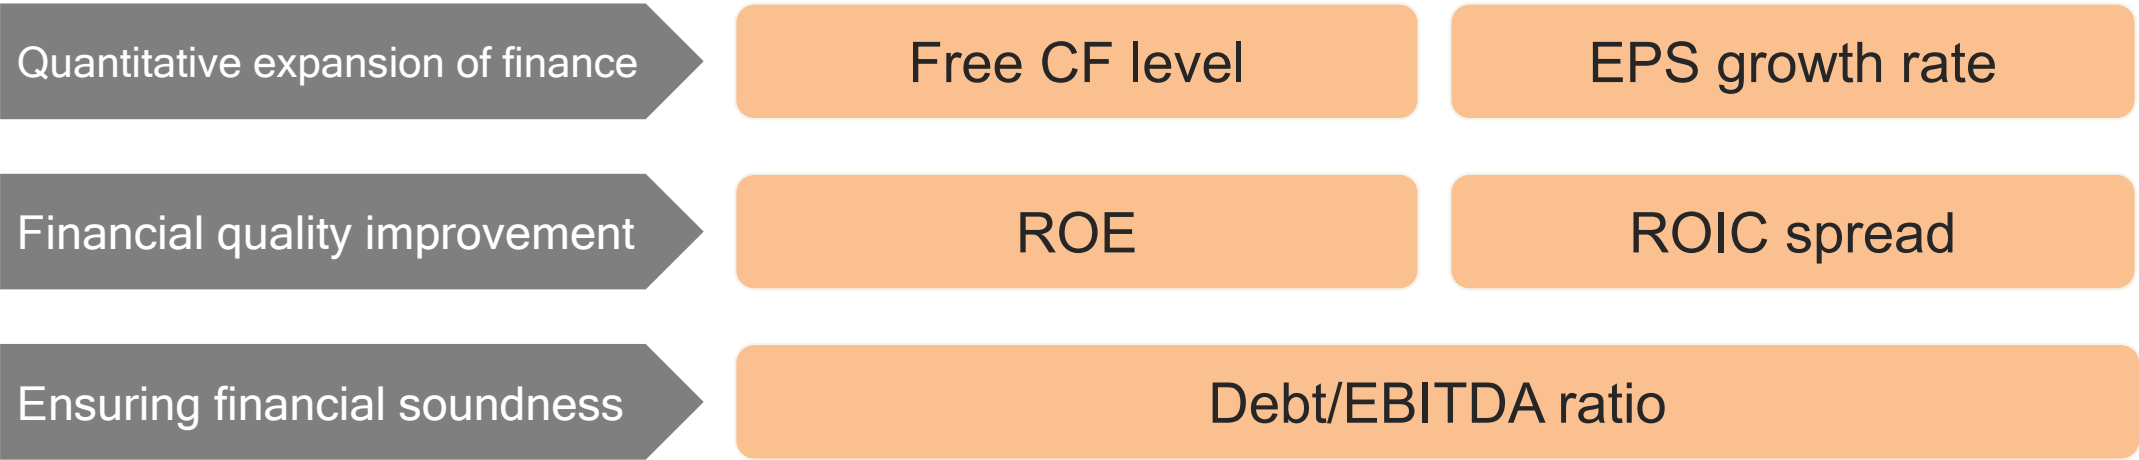 Quantitative expansion of finance
Free CF level
EPS growth rate
Financial quality improvement
ROE
ROIC spread
Ensuring financial soundness
Debt/EBITDA ratio